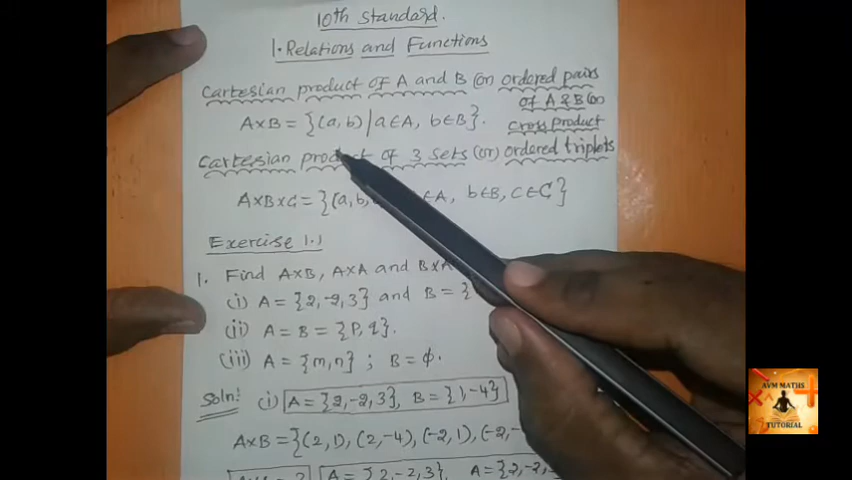 10th Standard.
1. Relations and Functions
Cartesian product of A and B (or) ordered pairs
of A & B (or)
cross product
A×B = {(a, b) | a∈A, b∈B}.
Cartesian product of 3 Sets (or) ordered triplets
A×B×C = {(a, b, ∈A, b∈B, C∈C}
Exercise 1.1
1. Find A×B, A×A and B×A
(i) A = {2, -2, 3} and B = {
(ii) A = B = {P, q}.
(iii) A = {m, n} ; B = φ.
Soln: (i) A = {2, -2, 3}, B = {1, -4}
A×B = {(2, 1), (2, -4), (-2, 1), (-2, -
A = {2, -2, 3} A = {2, -2,
AVM MATHS
TUTORIAL